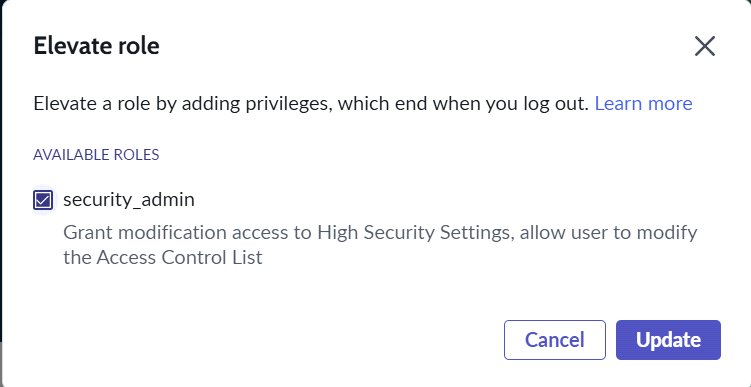 Elevate role
Elevate a role by adding privileges, which end when you log out. Learn more
AVAILABLE ROLES
security_admin
Grant modification access to High Security Settings, allow user to modify
the Access Control List
Cancel Update